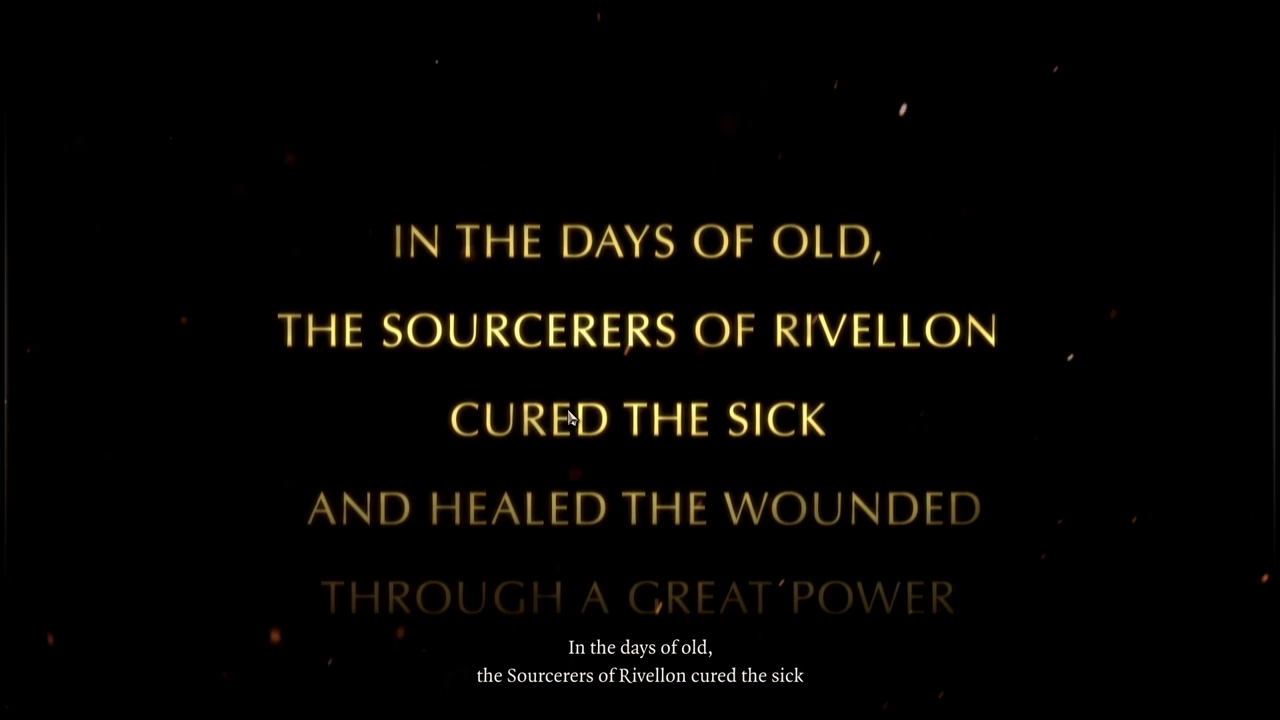 IN THE DAYS OF OLD,
THE SOURCERERS OF RIVELLON
CURED THE SICK
AND HEALED THE WOUNDED
THROUGH A GREAT POWER
In the days of old,
the Sourcerers of Rivellon cured the sick